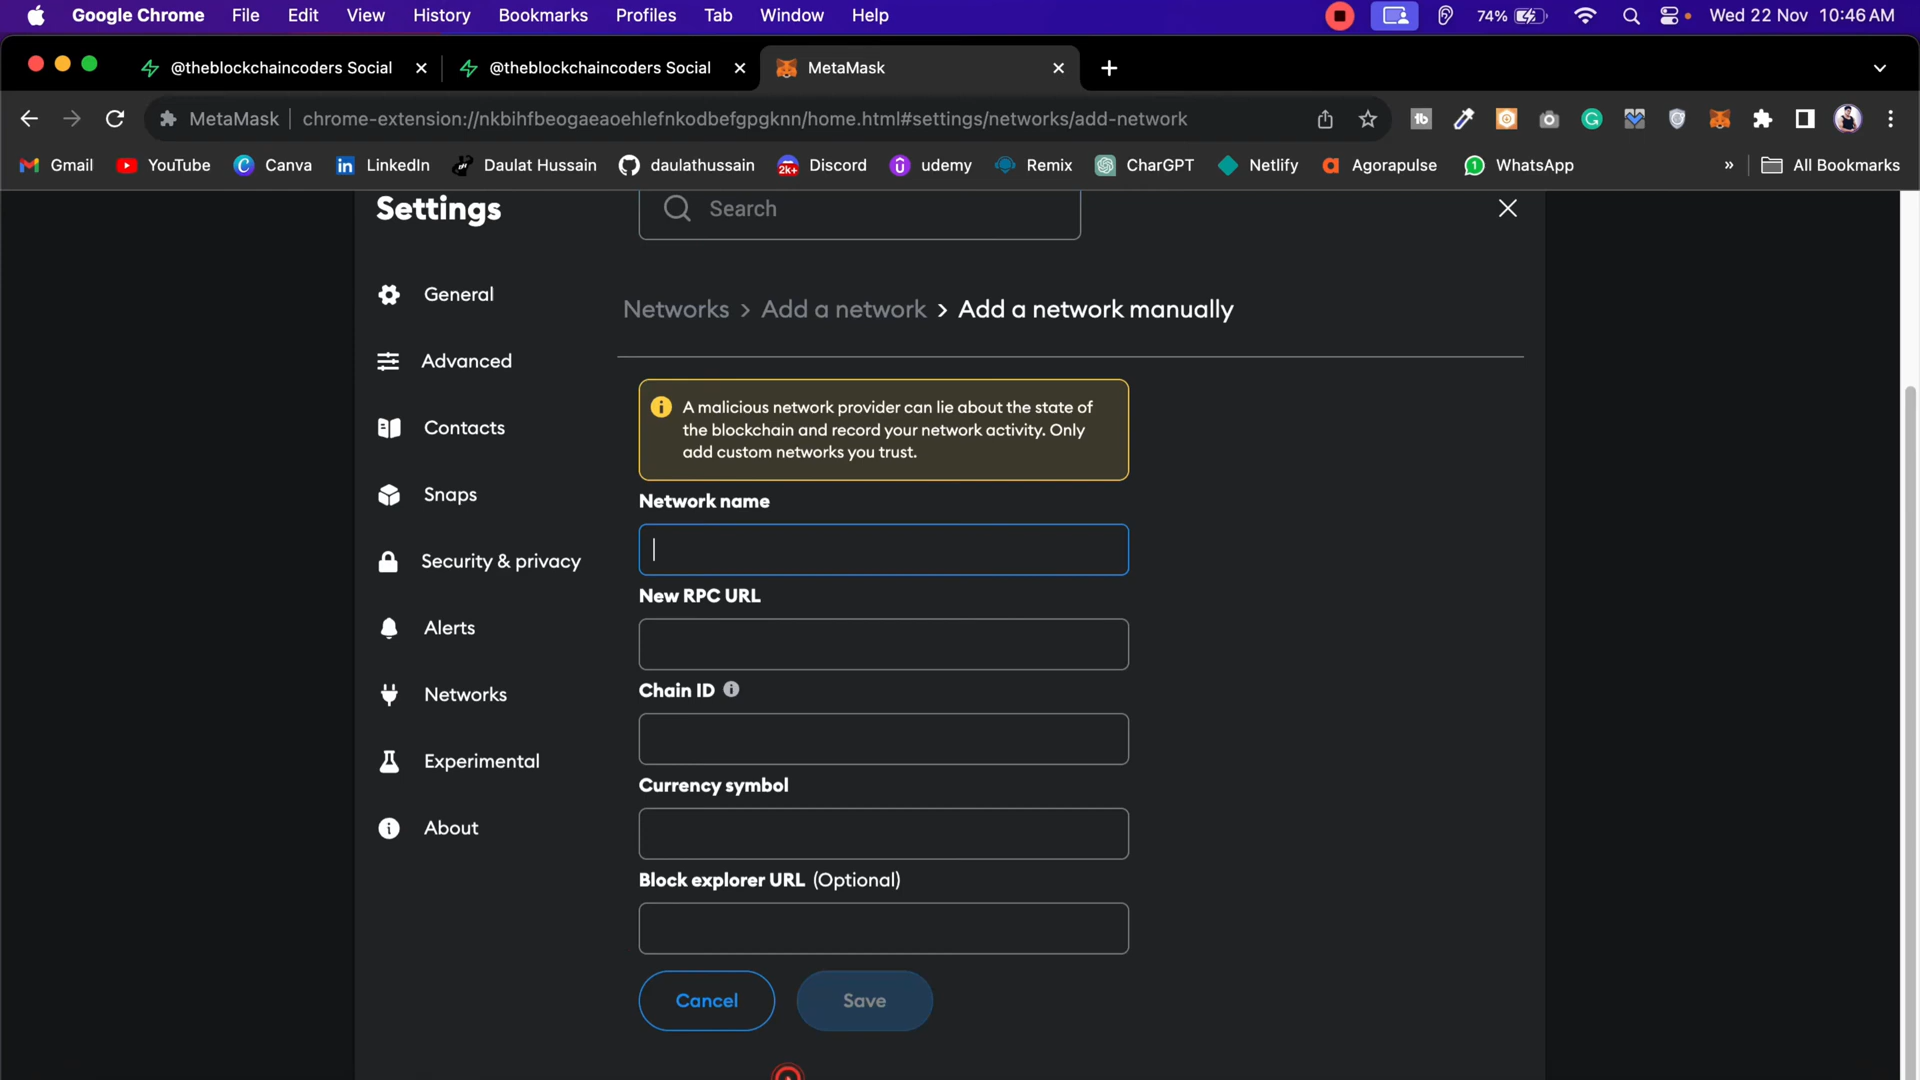 Google Chrome File Edit View History Bookmarks Profiles Tab Window Help 74% Wed 22 Nov 10:46 AM
@theblockchaincoders Social @theblockchaincoders Social MetaMask
MetaMask chrome-extension://nkbihfbeogaeaoehlefnkodbefgpgknn/home.html#settings/networks/add-network
Gmail YouTube Canva LinkedIn Daulat Hussain daulathussain 2k+ Discord udemy Remix CharGPT Netlify Agorapulse WhatsApp » All Bookmarks
Settings
Search
General
Advanced
Contacts
Snaps
Security & privacy
Alerts
Networks
Experimental
About
Networks > Add a network > Add a network manually
A malicious network provider can lie about the state of
the blockchain and record your network activity. Only
add custom networks you trust.
Network name
New RPC URL
Chain ID
Currency symbol
Block explorer URL (Optional)
Cancel Save